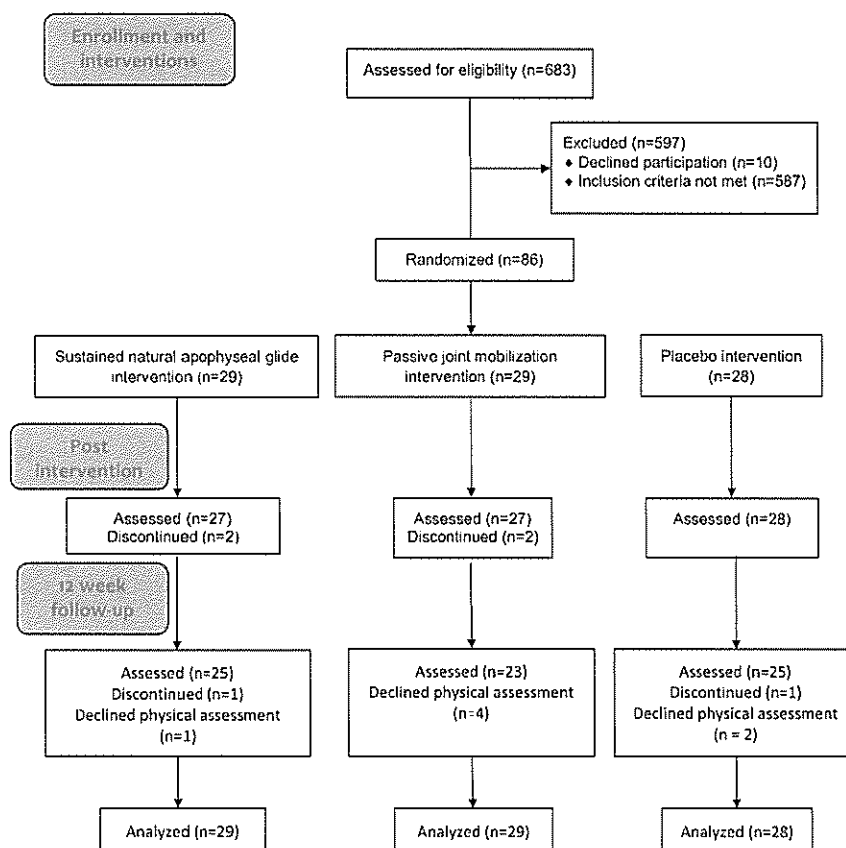 Enrollment and
interventions
Assessed for eligibility (n=683)
Excluded (n=597)
♦ Declined participation (n=10)
♦ Inclusion criteria not met (n=587)
Randomized (n=86)
Sustained natural apophyseal glide
intervention (n=29)
Passive joint mobilization
intervention (n=29)
Placebo intervention
(n=28)
Post
intervention
Assessed (n=27)
Discontinued (n=2)
Assessed (n=27)
Discontinued (n=2)
Assessed (n=28)
12 week
follow-up
Assessed (n=25)
Discontinued (n=1)
Declined physical assessment
(n=1)
Assessed (n=23)
Declined physical assessment
(n=4)
Assessed (n=25)
Discontinued (n=1)
Declined physical assessment
(n = 2)
Analyzed (n=29)
Analyzed (n=29)
Analyzed (n=28)